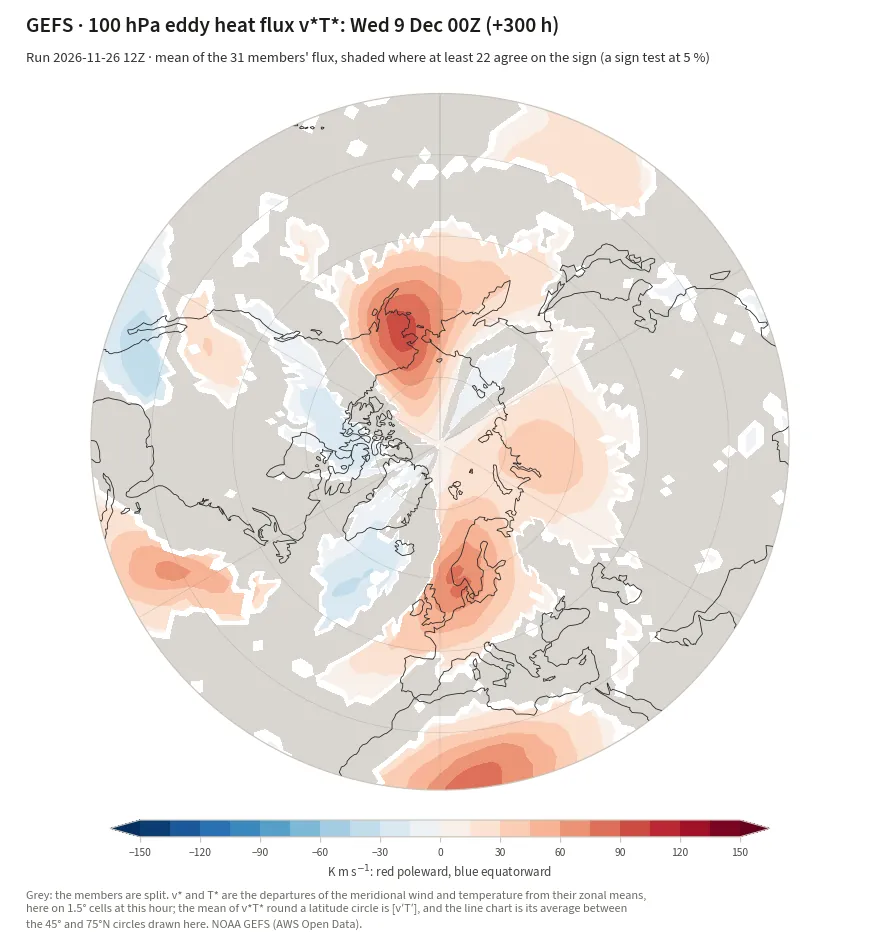 GEFS · 100 hPa eddy heat flux v*T*: Wed 9 Dec 00Z (+300 h)
Run 2026-11-26 12Z · mean of the 31 members' flux, shaded where at least 22 agree on the sign (a sign test at 5 %)
−150 −120 −90 −60 −30 0 30 60 90 120 150
K m s⁻¹: red poleward, blue equatorward
Grey: the members are split. v* and T* are the departures of the meridional wind and temperature from their zonal means,
here on 1.5° cells at this hour; the mean of v*T* round a latitude circle is [v'T'], and the line chart is its average between
the 45° and 75°N circles drawn here. NOAA GEFS (AWS Open Data).